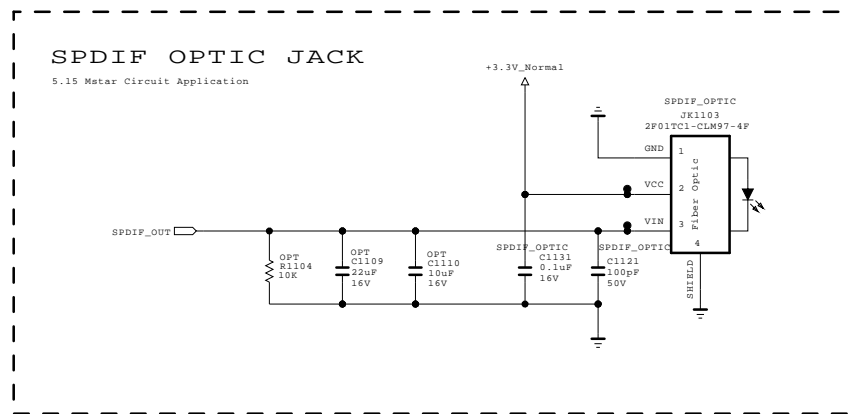 SPDIF OPTIC JACK
5.15 Mstar Circuit Application
+3.3V_Normal
SPDIF_OPTIC
JK1103
2F01TC1-CLM97-4F
GND
1
VCC
2
VIN
3
4
Fiber Optic
SHIELD
SPDIF_OUT
OPT
R1104
10K
OPT
C1109
22uF
16V
OPT
C1110
10uF
16V
SPDIF_OPTIC
C1131
0.1uF
16V
SPDIF_OPTIC
C1121
100pF
50V